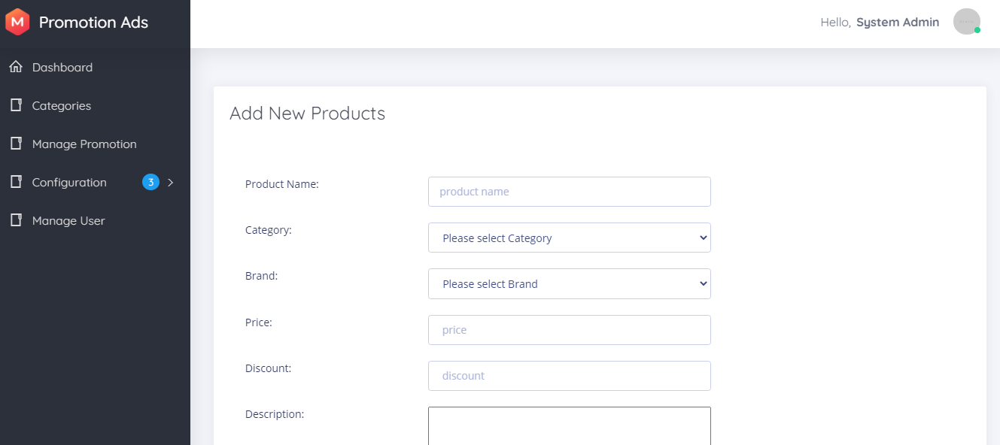 M Promotion Ads
Hello, System Admin
Dashboard
Categories
Manage Promotion
Configuration 3
Manage User
Add New Products
Product Name:
product name
Category:
Please select Category
Brand:
Please select Brand
Price:
price
Discount:
discount
Description: